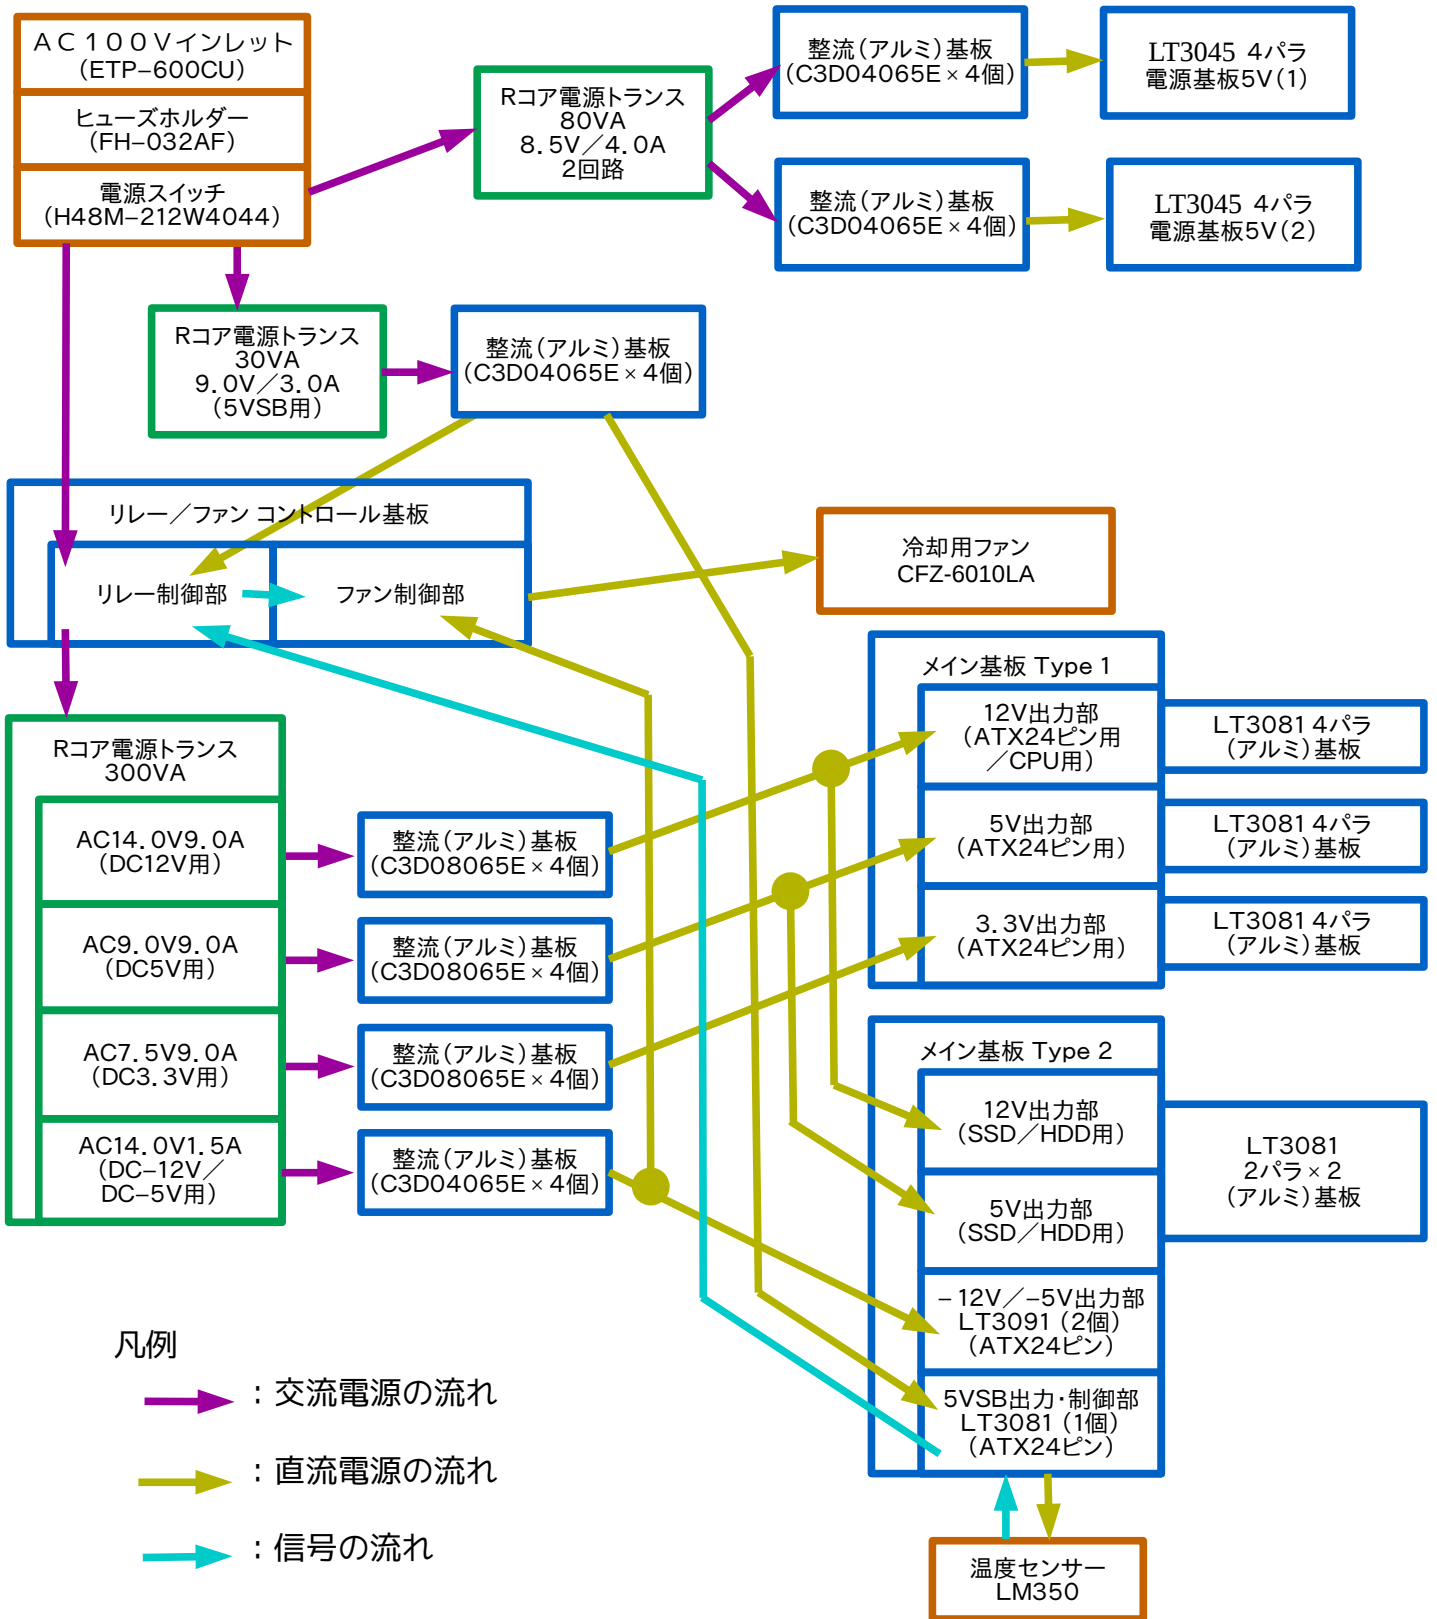 AC100Vインレット
(ETP−600CU)
ヒューズホルダー
(FH−032AF)
電源スイッチ
(H48M−212W4044)
Rコア電源トランス
80VA
8.5V／4.0A
2回路
整流(アルミ)基板
(C3D04065E×4個)
LT3045 4パラ
電源基板5V(1)
整流(アルミ)基板
(C3D04065E×4個)
LT3045 4パラ
電源基板5V(2)
Rコア電源トランス
30VA
9.0V／3.0A
(5VSB用)
整流(アルミ)基板
(C3D04065E×4個)
リレー／ファン コントロール基板
リレー制御部
ファン制御部
冷却用ファン
CFZ-6010LA
Rコア電源トランス
300VA
AC14.0V9.0A
(DC12V用)
AC9.0V9.0A
(DC5V用)
AC7.5V9.0A
(DC3.3V用)
AC14.0V1.5A
(DC−12V／
DC−5V用)
整流(アルミ)基板
(C3D08065E×4個)
整流(アルミ)基板
(C3D08065E×4個)
整流(アルミ)基板
(C3D08065E×4個)
整流(アルミ)基板
(C3D04065E×4個)
メイン基板 Type 1
12V出力部
(ATX24ピン用
／CPU用)
5V出力部
(ATX24ピン用)
3.3V出力部
(ATX24ピン用)
LT3081 4パラ
(アルミ)基板
LT3081 4パラ
(アルミ)基板
LT3081 4パラ
(アルミ)基板
メイン基板 Type 2
12V出力部
(SSD／HDD用)
5V出力部
(SSD／HDD用)
−12V／−5V出力部
LT3091 (2個)
(ATX24ピン)
5VSB出力・制御部
LT3081 (1個)
(ATX24ピン)
LT3081
2パラ×2
(アルミ)基板
温度センサー
LM350
凡例
：交流電源の流れ
：直流電源の流れ
：信号の流れ